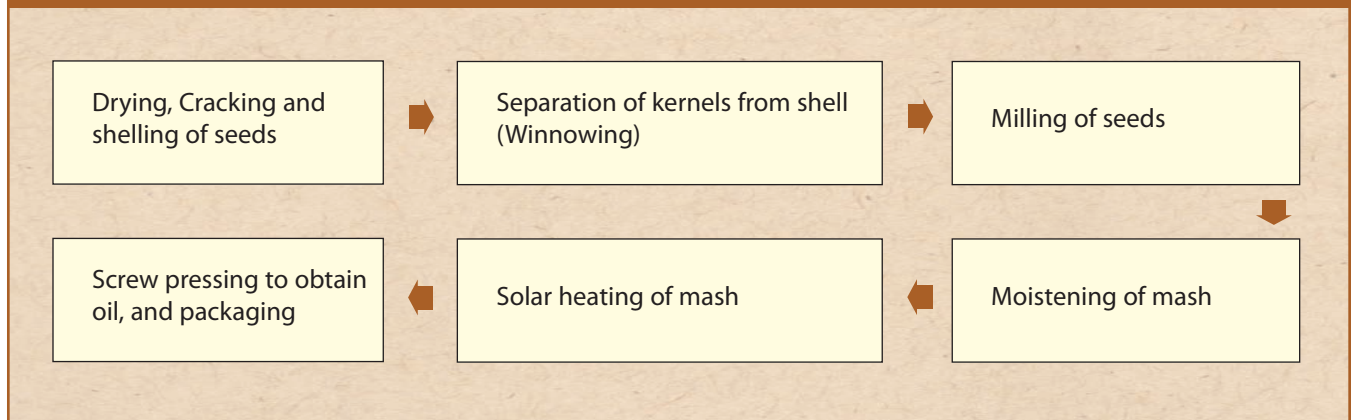 Drying, Cracking and
shelling of seeds
Separation of kernels from shell
(Winnowing)
Milling of seeds
Moistening of mash
Solar heating of mash
Screw pressing to obtain
oil, and packaging